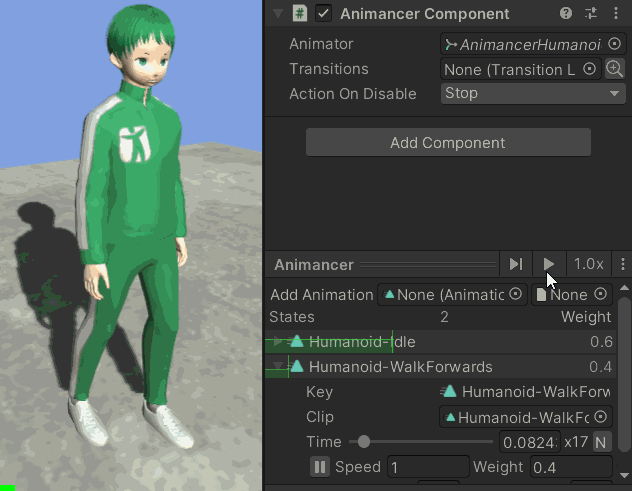 Animancer Component
Animator AnimancerHumanoi
Transitions None (Transition L
Action On Disable Stop
Add Component
Animancer 1.0x
Add Animation None (Animatic None
States 2 Weight
Humanoid-Idle 0.6
Humanoid-WalkForwards 0.4
Key Humanoid-WalkForw
Clip Humanoid-WalkFo
Time 0.0824 x17 N
Speed 1 Weight 0.4